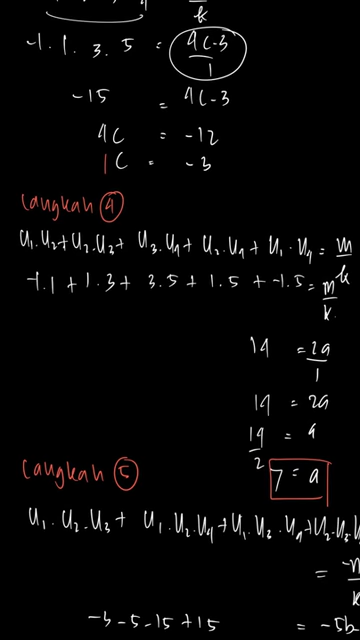 k
-1. 1. 3. 5 = 4C-3
1
-15 = 4C-3
4C = -12
1C = -3
Langkah 4
U1.U2+U2.U3+ U3.U4+ U2.U4+ U1.U4= m
k
-1.1 + 1.3 + 3.5 + 1.5 + -1.5 = m
k
14 = 2a
1
14 = 2a
14 = a
2
7 = a
Langkah 5
U1.U2.U3+ U1.U2.U4+U1.U3.U4+U2.U3
= -n
k
-3-5-15+15 = -5b